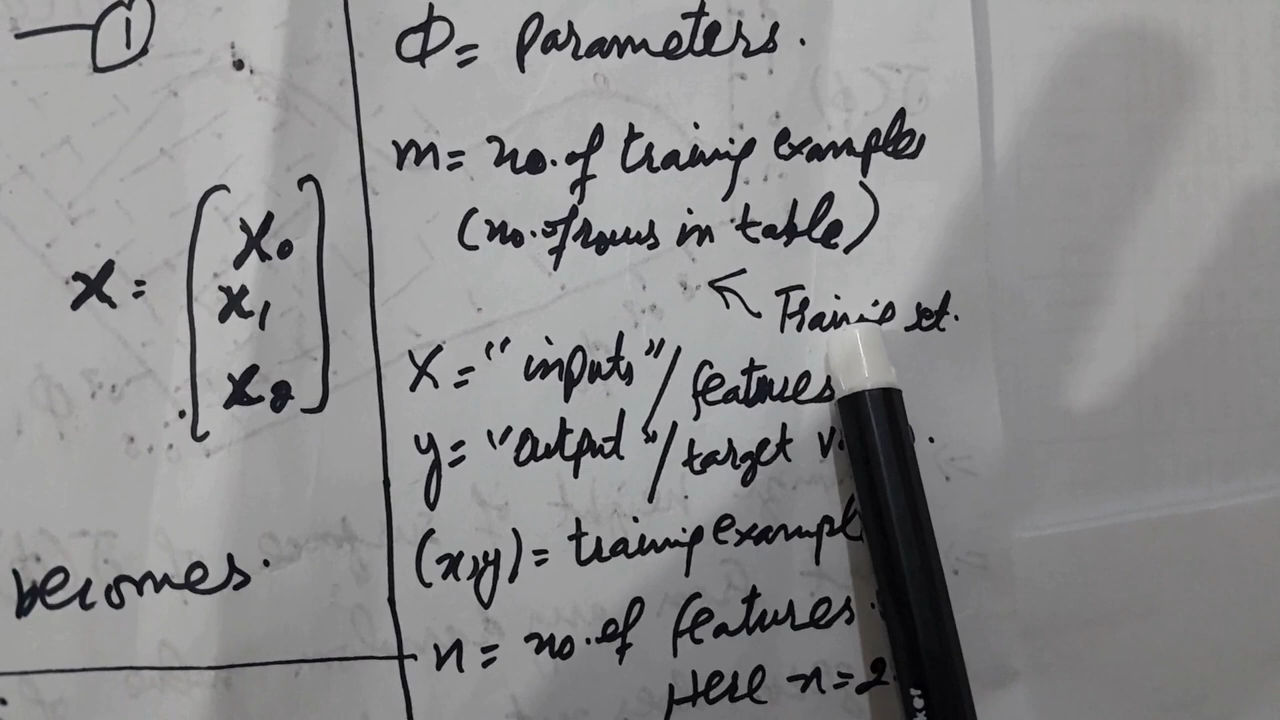 1
X = [ X0
x1
x2 ]
becomes.
Φ = Parameters.
m = no. of training examples
(no. of rows in table)
Training set.
X = "inputs" / features
y = "Output" / target
(x,y) = training
n = no. of features.
Here n = 2